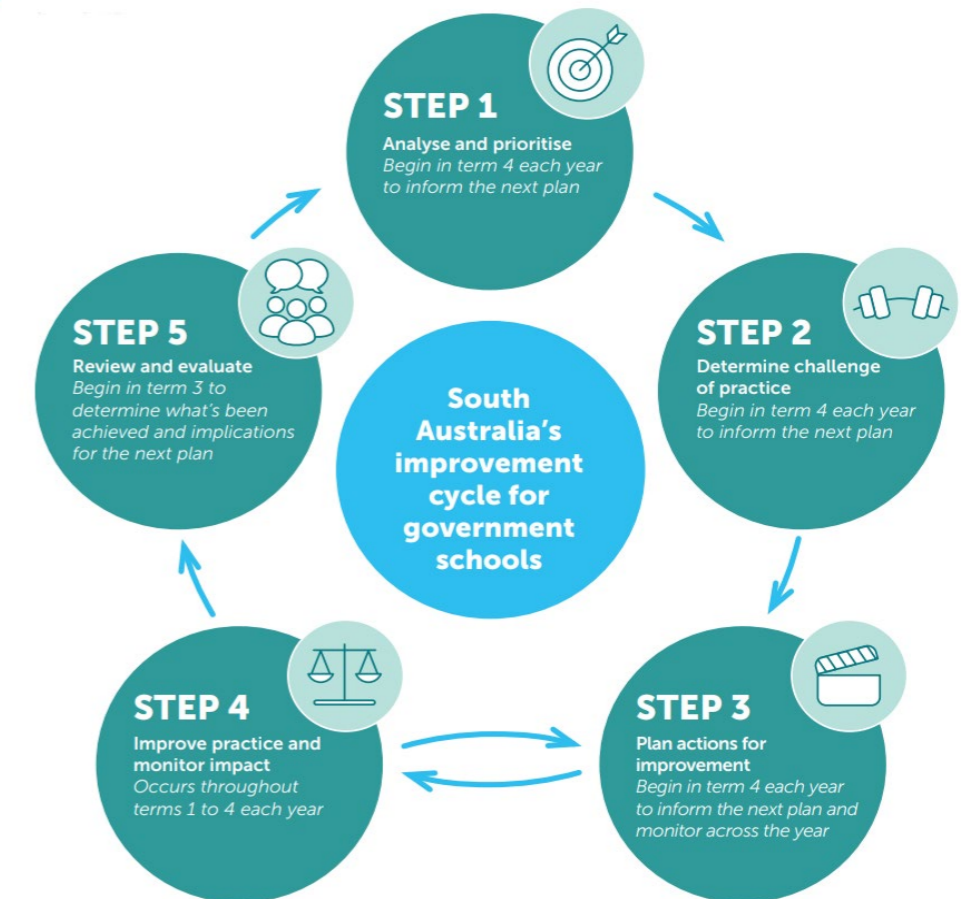 STEP 1
Analyse and prioritise
Begin in term 4 each year
to inform the next plan
STEP 2
Determine challenge
of practice
Begin in term 4 each year
to inform the next plan
STEP 3
Plan actions for
improvement
Begin in term 4 each year
to inform the next plan and
monitor across the year
STEP 4
Improve practice and
monitor impact
Occurs throughout
terms 1 to 4 each year
STEP 5
Review and evaluate
Begin in term 3 to
determine what's been
achieved and implications
for the next plan
South
Australia's
improvement
cycle for
government
schools